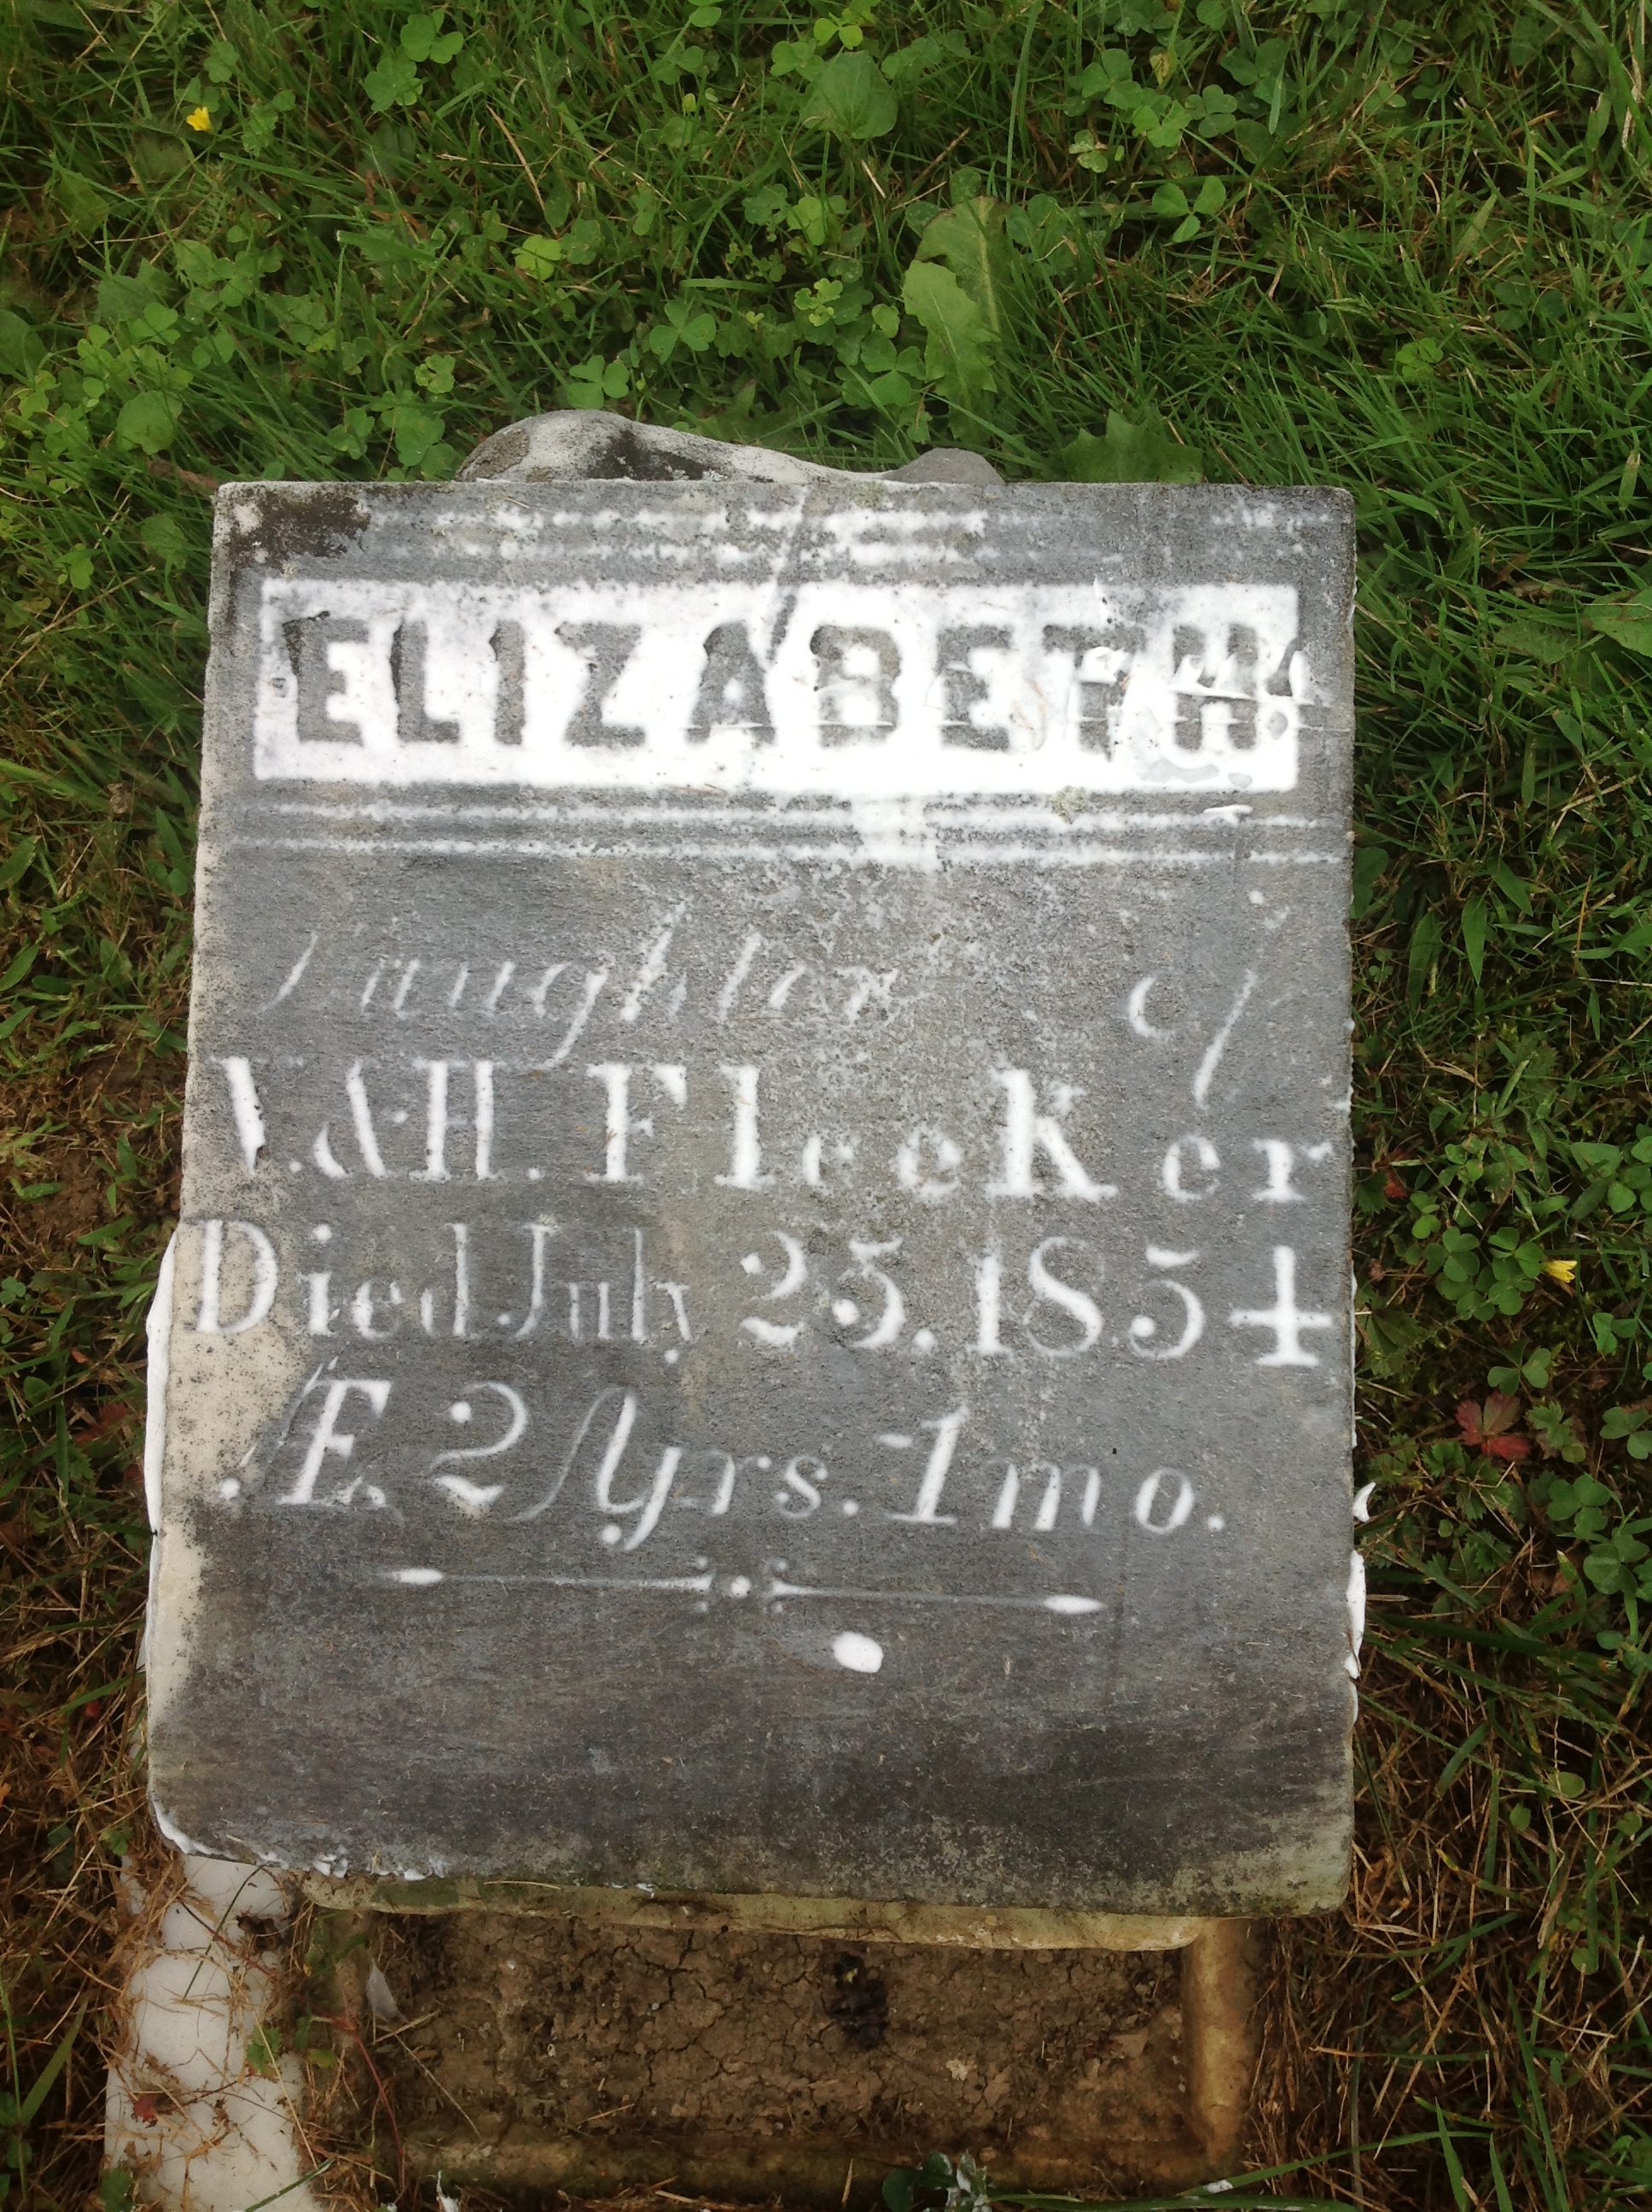 ELIZABETH.
Daughter of
V. & H. Fleeker
Died July 25, 1854
Æ 2 Yrs. 1 mo.